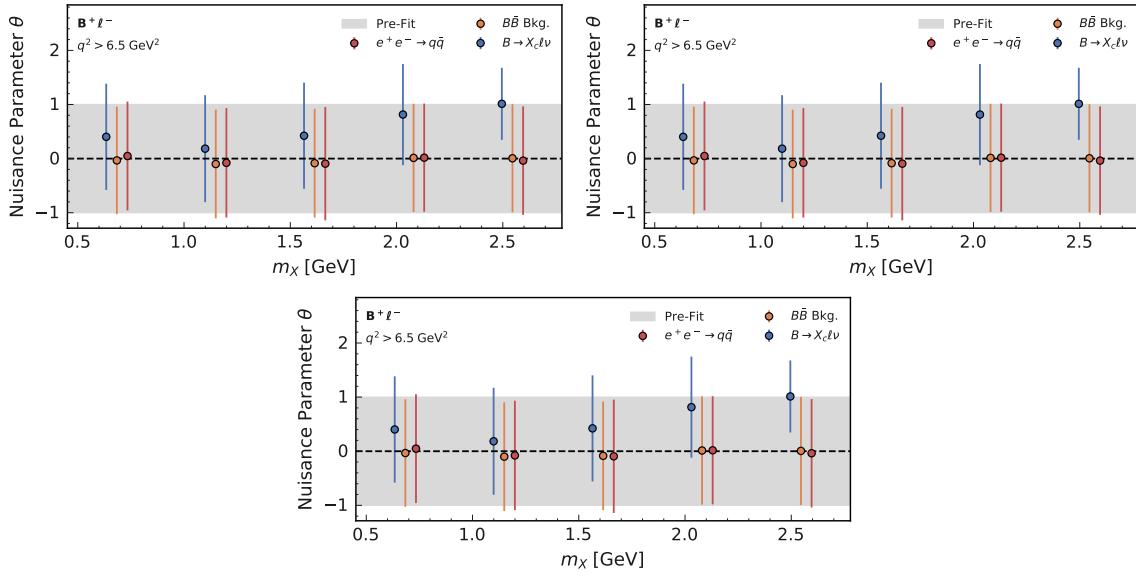 B⁺ℓ⁻
q² > 6.5 GeV²
Pre-Fit
e⁺e⁻→qq̄
BB̄ Bkg.
B→X_cℓν
Nuisance Parameter θ
2
1
0
−1
0.5 1.0 1.5 2.0 2.5
m_X [GeV]
B⁺ℓ⁻
q² > 6.5 GeV²
Pre-Fit
e⁺e⁻→qq̄
BB̄ Bkg.
B→X_cℓν
Nuisance Parameter θ
2
1
0
−1
0.5 1.0 1.5 2.0 2.5
m_X [GeV]
B⁺ℓ⁻
q² > 6.5 GeV²
Pre-Fit
e⁺e⁻→qq̄
BB̄ Bkg.
B→X_cℓν
Nuisance Parameter θ
2
1
0
−1
0.5 1.0 1.5 2.0 2.5
m_X [GeV]